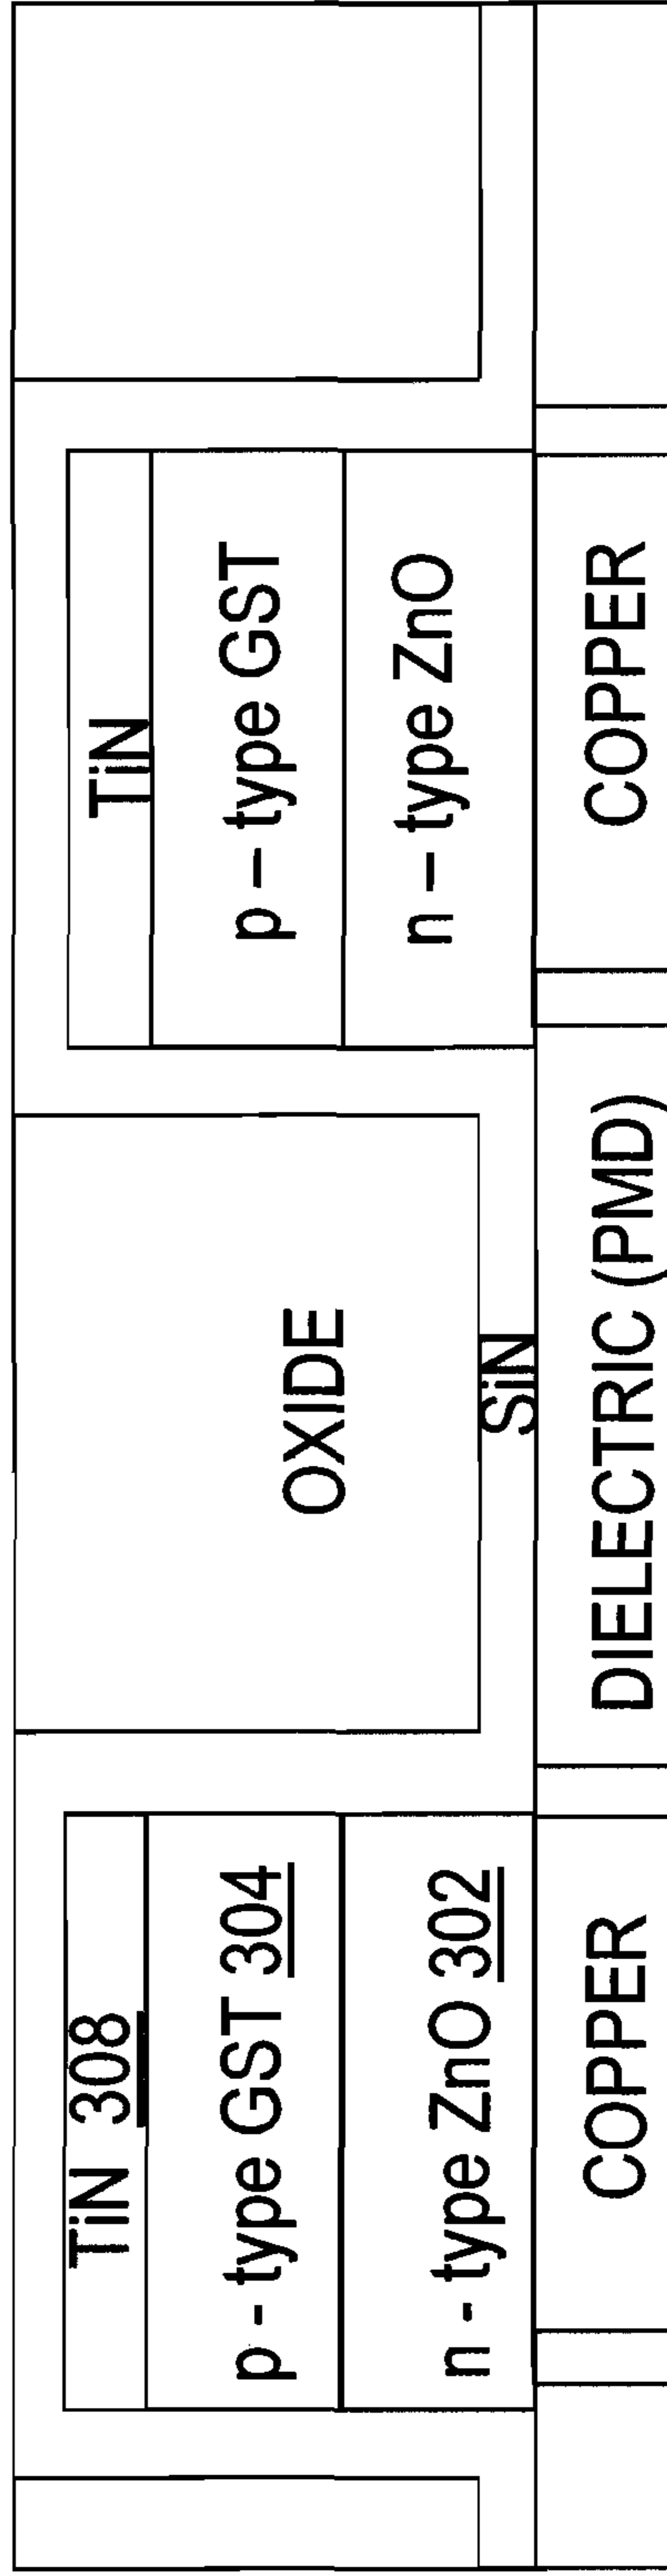 TiN 308
p - type GST 304
n - type ZnO 302
COPPER
OXIDE
SiN
DIELECTRIC (PMD)
TiN
p – type GST
n – type ZnO
COPPER